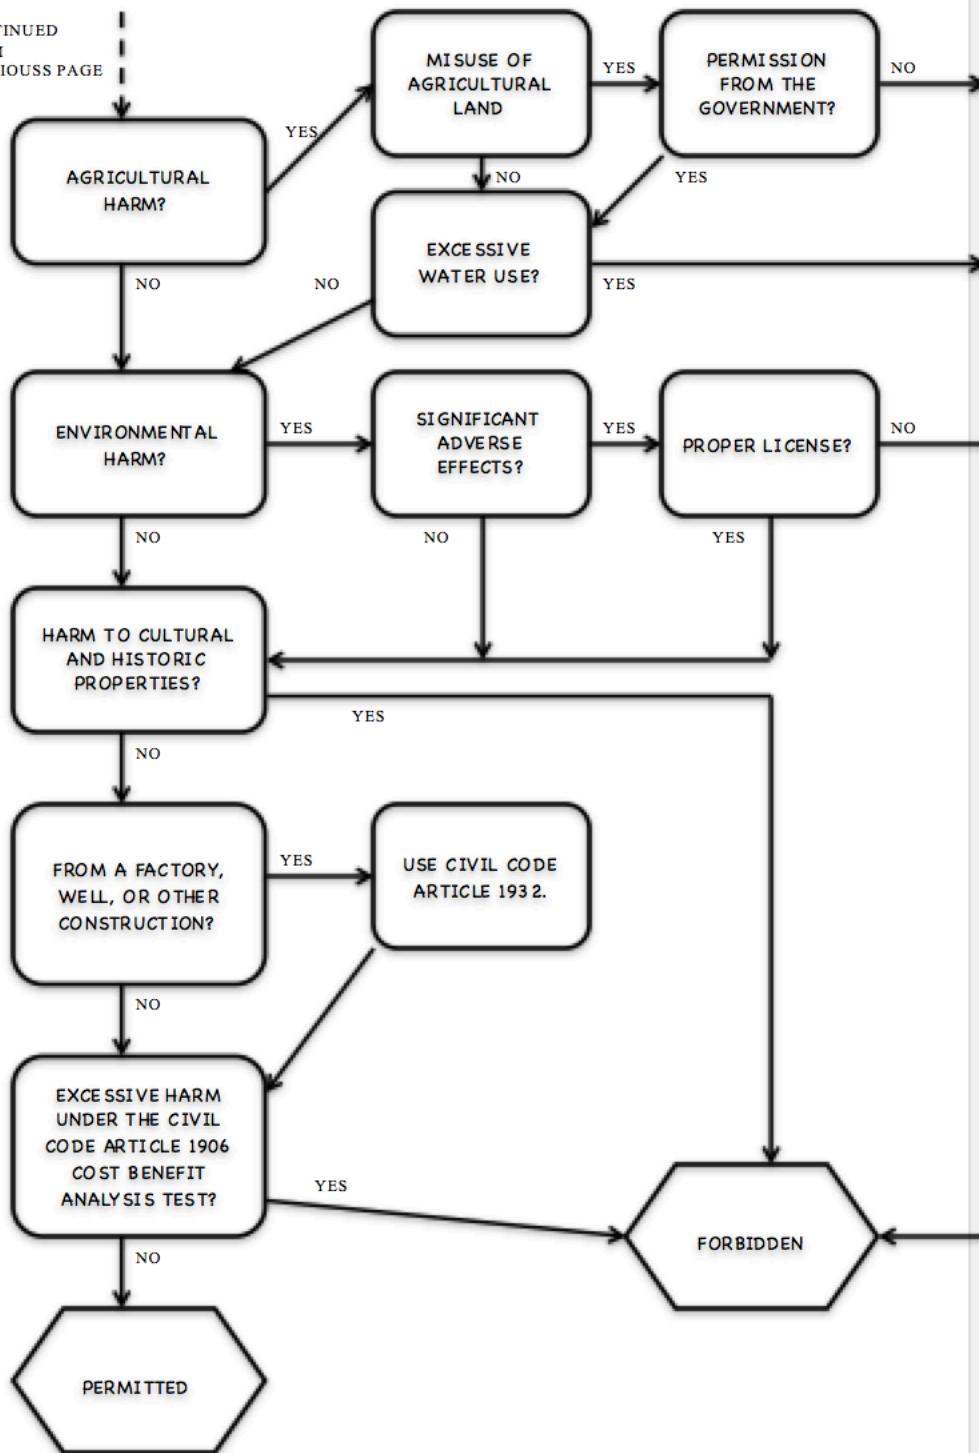 TINUED
IOUSS PAGE
AGRICULTURAL
HARM?
YES
MISUSE OF
AGRICULTURAL
LAND
YES
PERMISSION
FROM THE
GOVERNMENT?
NO
NO
YES
EXCESSIVE
WATER USE?
YES
NO
NO
ENVIRONMENTAL
HARM?
YES
SIGNIFICANT
ADVERSE
EFFECTS?
YES
PROPER LICENSE?
NO
NO
NO
YES
HARM TO CULTURAL
AND HISTORIC
PROPERTIES?
YES
NO
FROM A FACTORY,
WELL, OR OTHER
CONSTRUCTION?
YES
USE CIVIL CODE
ARTICLE 1932.
NO
EXCESSIVE HARM
UNDER THE CIVIL
CODE ARTICLE 1906
COST BENEFIT
ANALYSIS TEST?
YES
FORBIDDEN
NO
PERMITTED